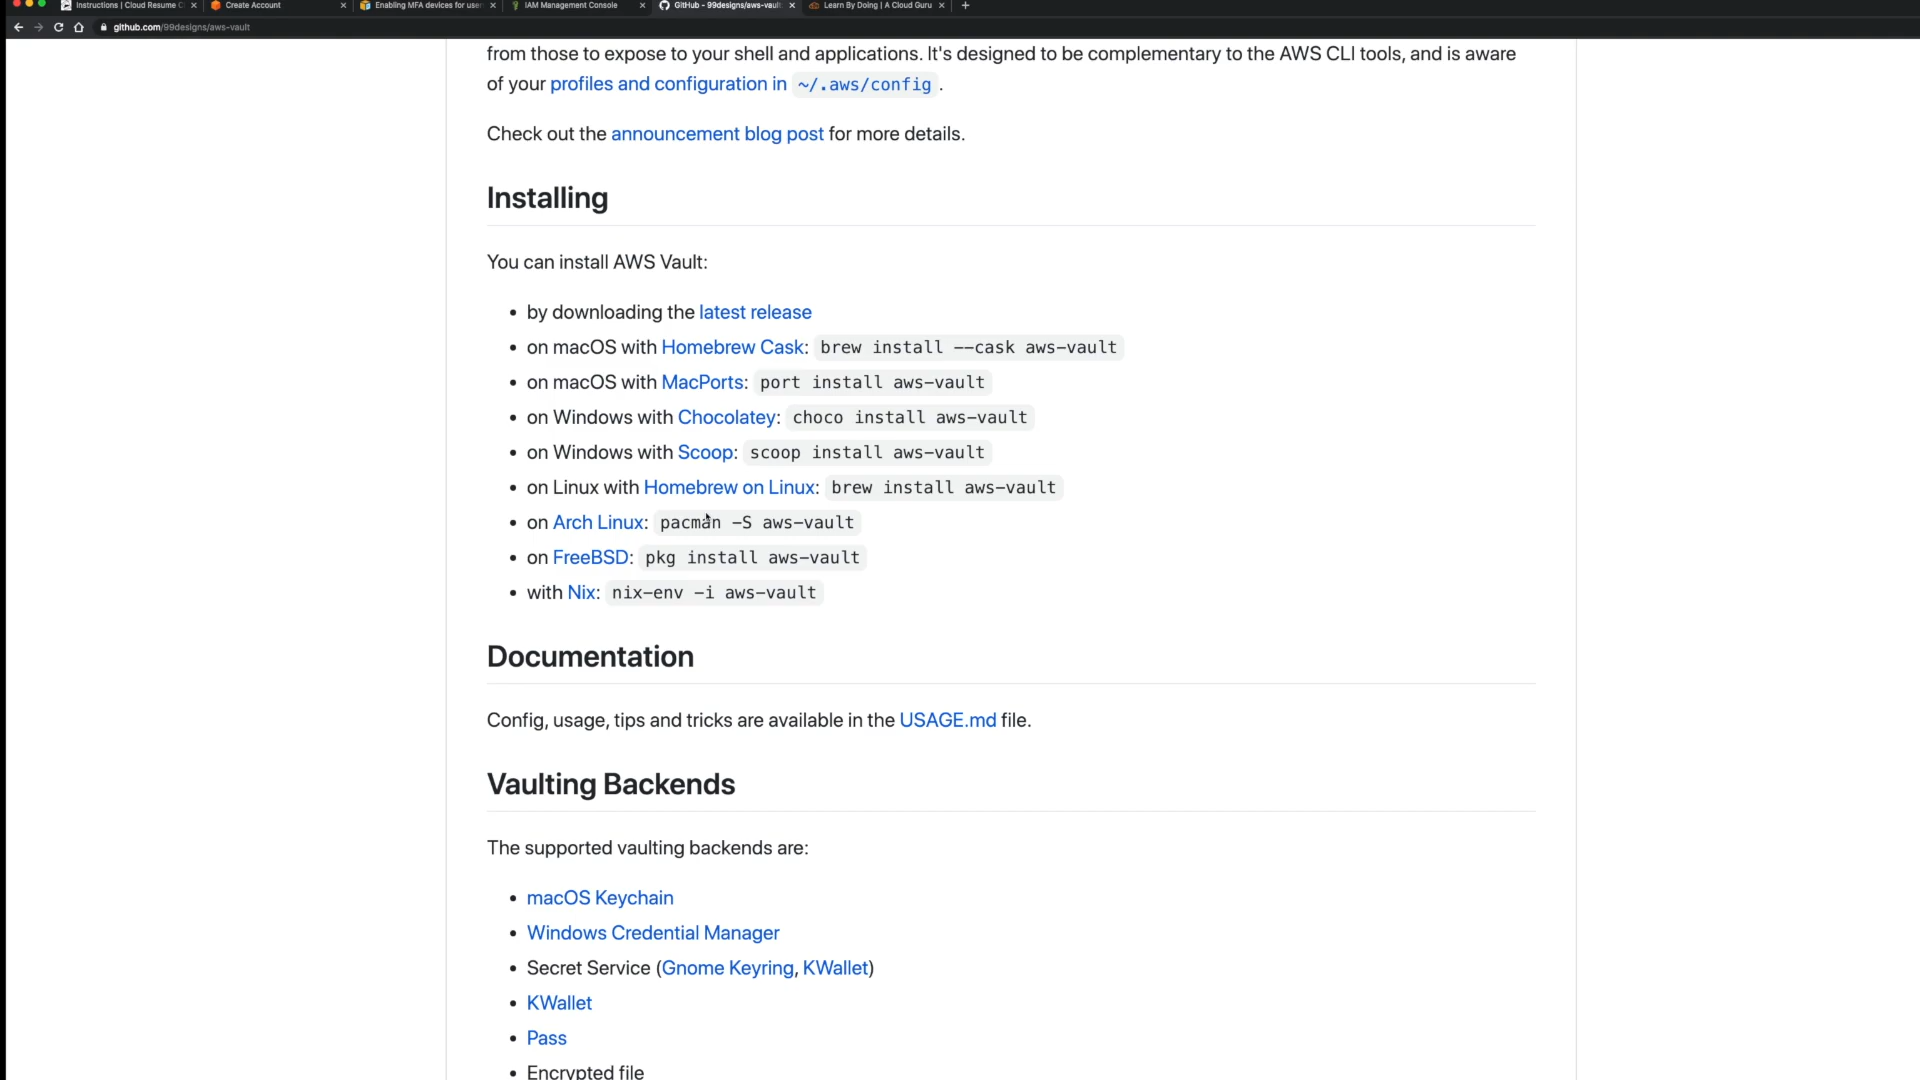 Instructions | Cloud Resume C
Create Account
Enabling MFA devices for user
IAM Management Console
GitHub - 99designs/aws-vault:
Learn By Doing | A Cloud Guru
github.com/99designs/aws-vault
from those to expose to your shell and applications. It's designed to be complementary to the AWS CLI tools, and is aware
of your profiles and configuration in ~/.aws/config .
Check out the announcement blog post for more details.
Installing
You can install AWS Vault:
• by downloading the latest release
• on macOS with Homebrew Cask: brew install --cask aws-vault
• on macOS with MacPorts: port install aws-vault
• on Windows with Chocolatey: choco install aws-vault
• on Windows with Scoop: scoop install aws-vault
• on Linux with Homebrew on Linux: brew install aws-vault
• on Arch Linux: pacman -S aws-vault
• on FreeBSD: pkg install aws-vault
• with Nix: nix-env -i aws-vault
Documentation
Config, usage, tips and tricks are available in the USAGE.md file.
Vaulting Backends
The supported vaulting backends are:
• macOS Keychain
• Windows Credential Manager
• Secret Service (Gnome Keyring, KWallet)
• KWallet
• Pass
• Encrypted file